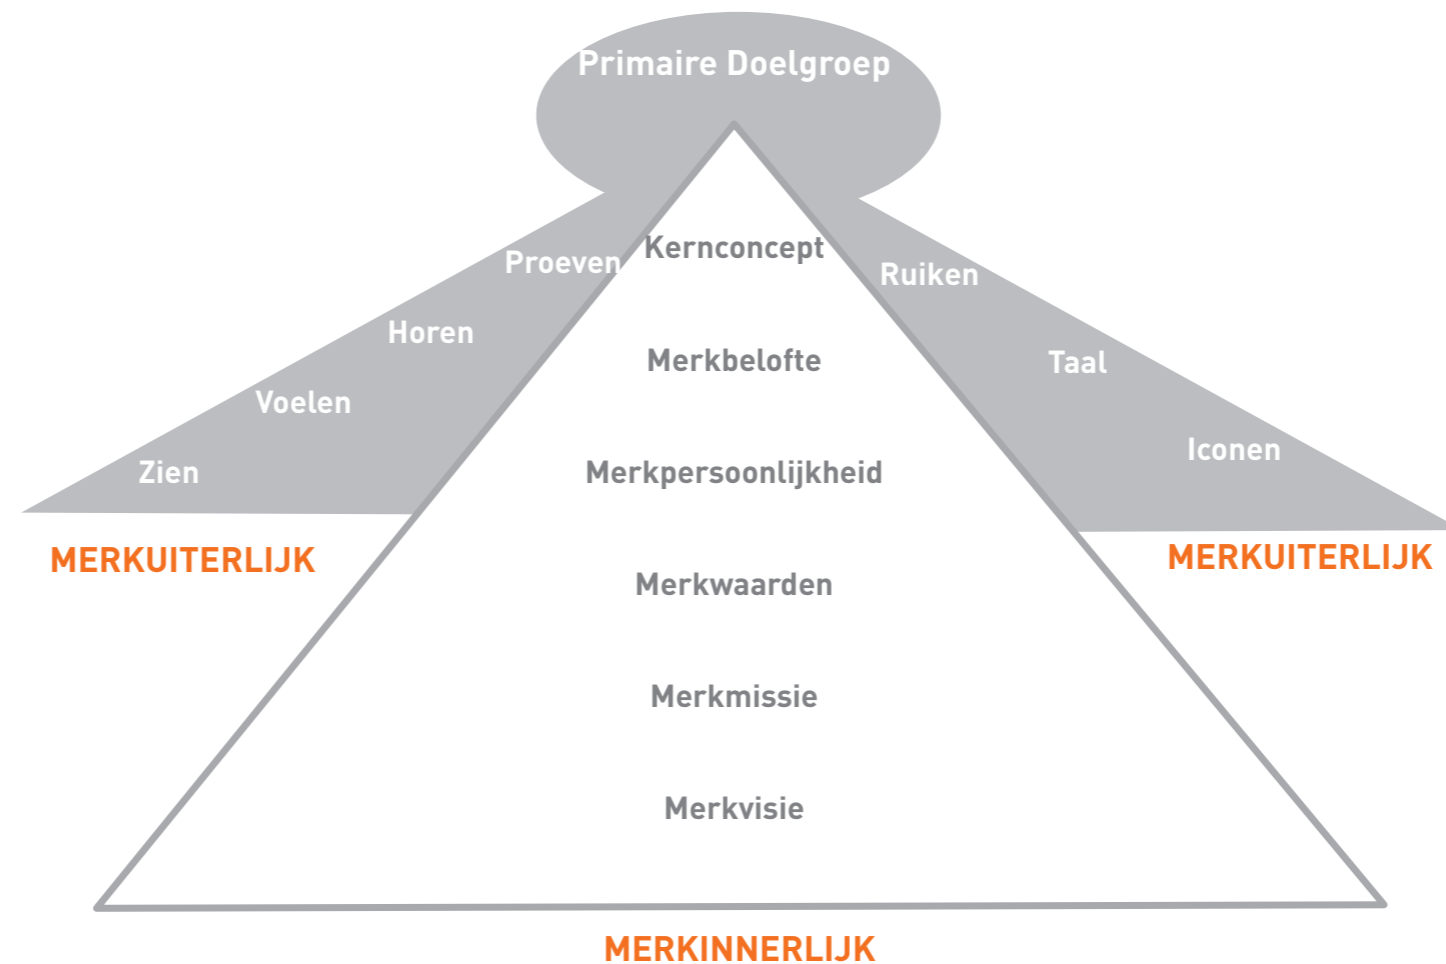 Primaire Doelgroep
Kernconcept
Proeven
Ruiken
Horen
Merkbelofte
Taal
Voelen
Iconen
Zien
Merkpersoonlijkheid
MERKUITERLIJK
MERKUITERLIJK
Merkwaarden
Merkmissie
Merkvisie
MERKINNERLIJK